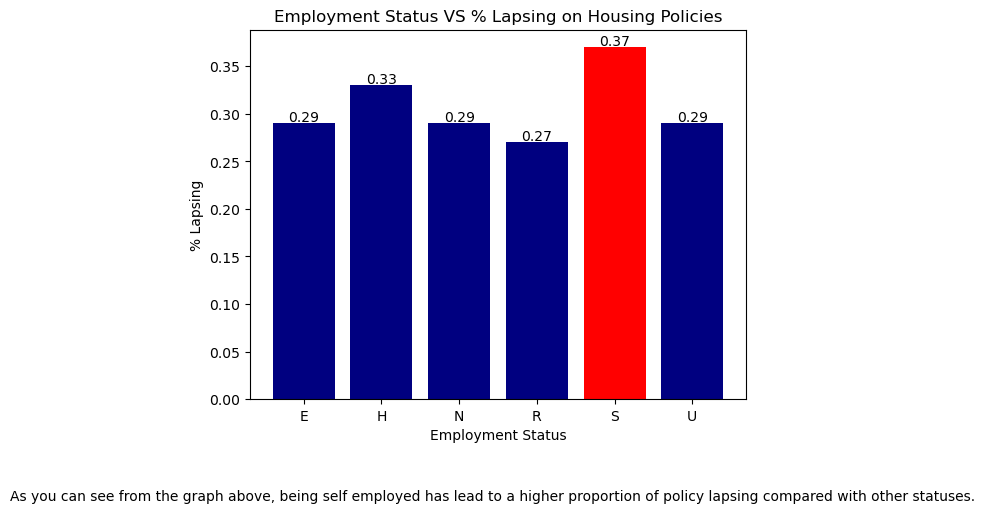 Employment Status VS % Lapsing on Housing Policies
0.37
0.33
0.29
0.29
0.27
0.29
0.35
0.30
0.25
0.20
0.15
0.10
0.05
0.00
% Lapsing
E H N R S U
Employment Status
As you can see from the graph above, being self employed has lead to a higher proportion of policy lapsing compared with other statuses.